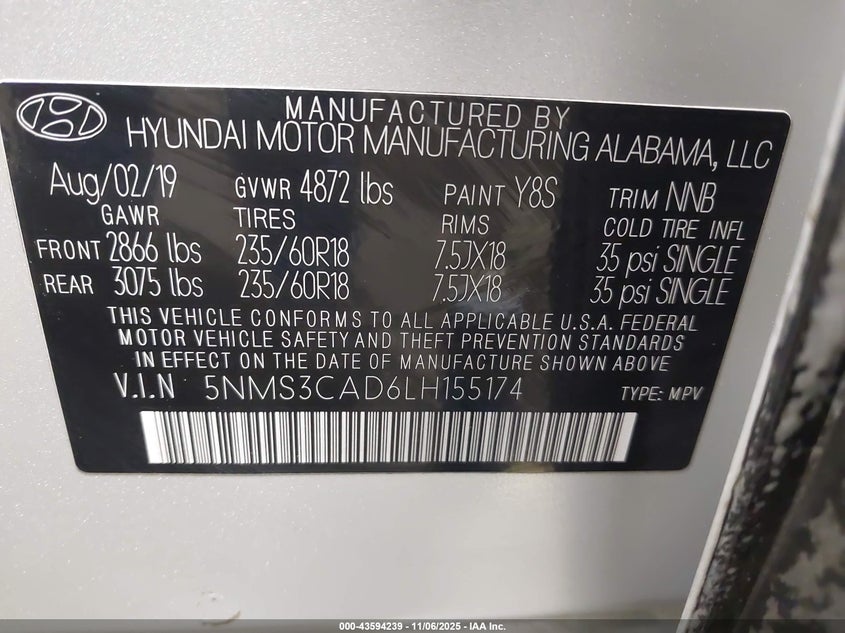 MANUFACTURED BY
HYUNDAI MOTOR MANUFACTURING ALABAMA, LLC
Aug/02/19 GVWR 4872 lbs PAINT Y8S TRIM NNB
GAWR TIRES RIMS COLD TIRE INFL
FRONT 2866 lbs 235/60R18 7.5JX18 35 psi SINGLE
REAR 3075 lbs 235/60R18 7.5JX18 35 psi SINGLE
THIS VEHICLE CONFORMS TO ALL APPLICABLE U.S.A. FEDERAL
MOTOR VEHICLE SAFETY AND THEFT PREVENTION STANDARDS
IN EFFECT ON THE DATE OF MANUFACTURE SHOWN ABOVE
V.I.N 5NMS3CAD6LH155174 TYPE: MPV
000-43594239 - 11/06/2025 - IAA Inc.